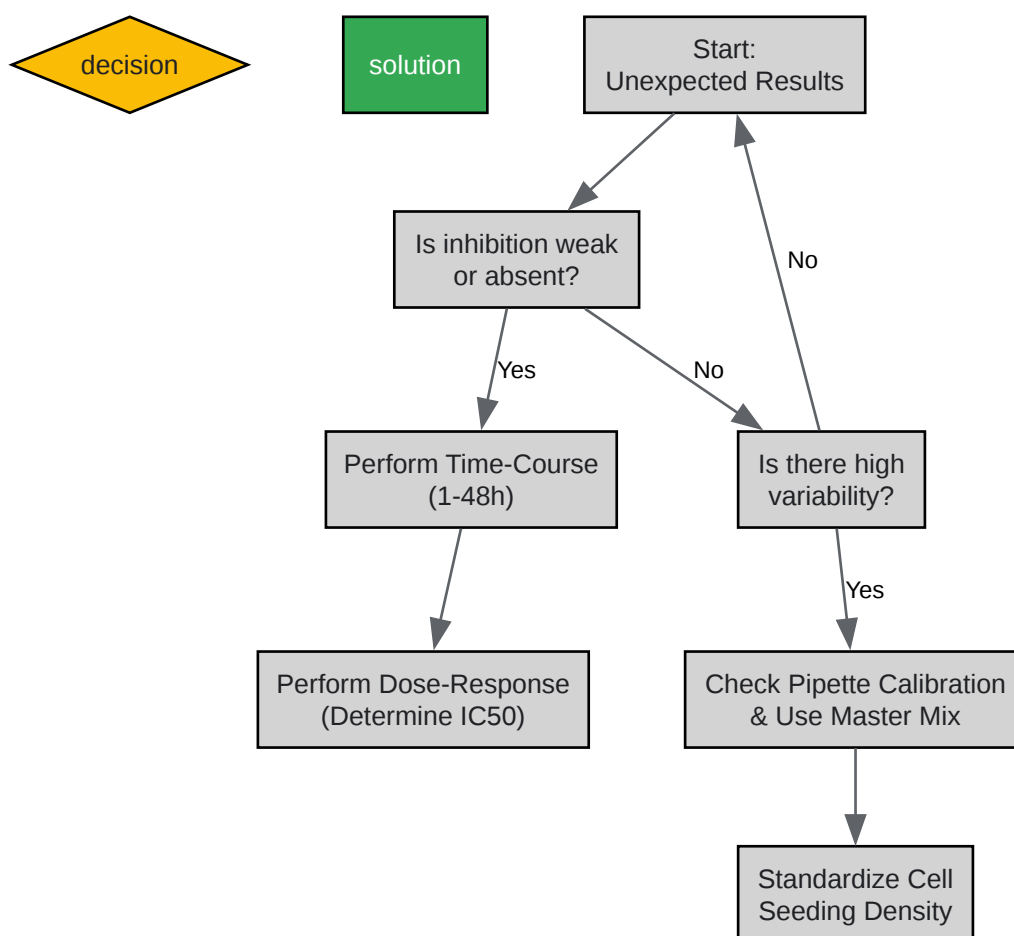 decision
solution
Start:
Unexpected Results
Is inhibition weak
or absent?
No
Yes
No
Perform Time-Course
(1-48h)
Is there high
variability?
Yes
Perform Dose-Response
(Determine IC50)
Check Pipette Calibration
& Use Master Mix
Standardize Cell
Seeding Density